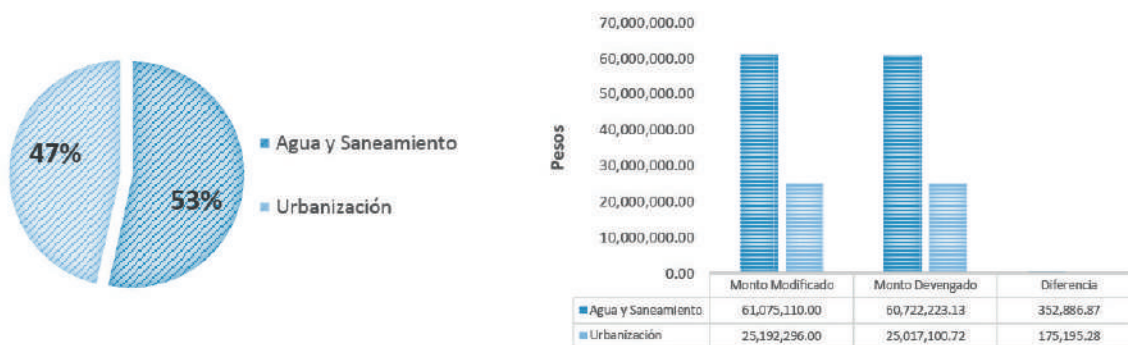 47%
53%
Agua y Saneamiento
Urbanización
Pesos
70,000,000.00
60,000,000.00
50,000,000.00
40,000,000.00
30,000,000.00
20,000,000.00
10,000,000.00
0.00
Monto Modificado Monto Devengado Diferencia
Agua y Saneamiento 61,075,110.00 60,722,223.13 352,886.87
Urbanización 25,192,296.00 25,017,100.72 175,195.28